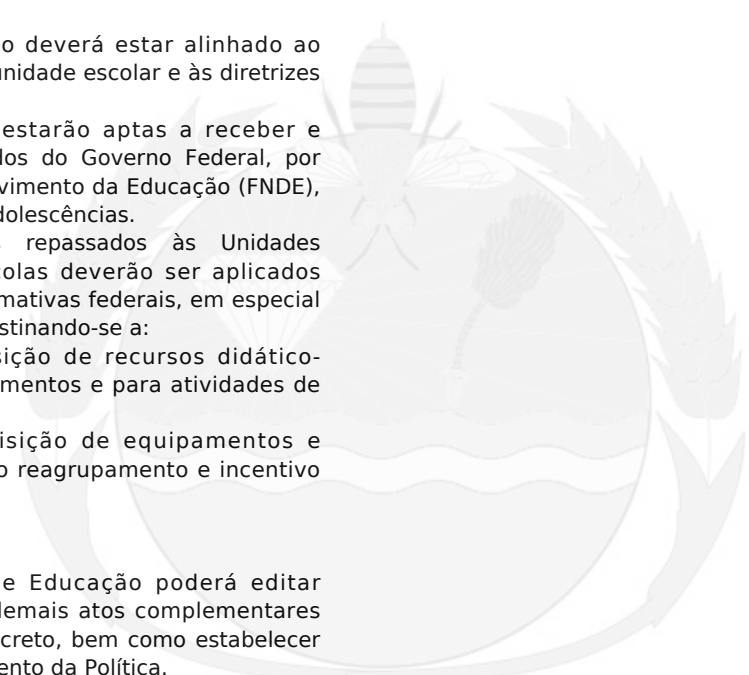 o deverá estar alinhado ao
unidade escolar e às diretrizes
estarão aptas a receber e
dos do Governo Federal, por
vimento da Educação (FNDE),
dolescências.
repassados às Unidades
colas deverão ser aplicados
mativas federais, em especial
stinando-se a:
sição de recursos didático-
mentos e para atividades de
isição de equipamentos e
o reagrupamento e incentivo
e Educação poderá editar
demais atos complementares
creto, bem como estabelecer
ento da Política.